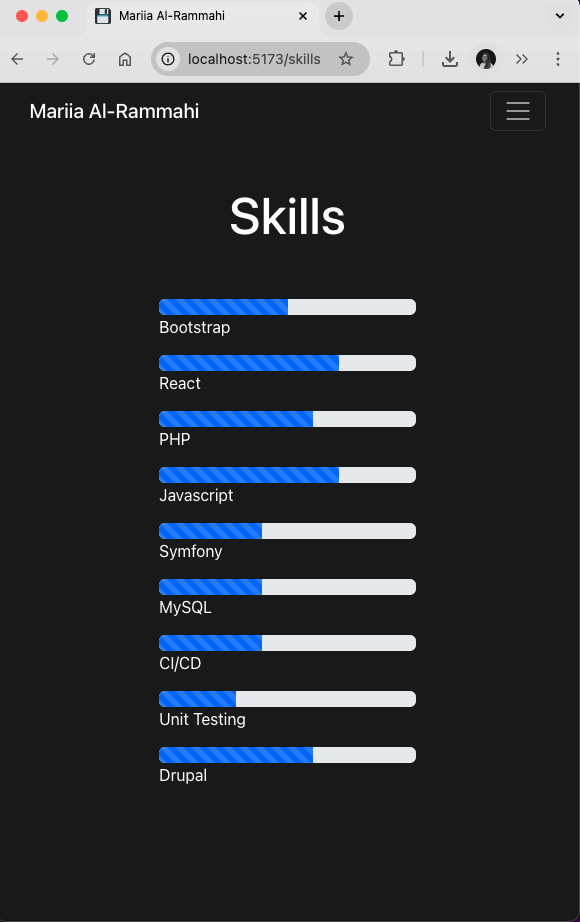 Mariia Al-Rammahi
localhost:5173/skills
Mariia Al-Rammahi
Skills
Bootstrap
React
PHP
Javascript
Symfony
MySQL
CI/CD
Unit Testing
Drupal